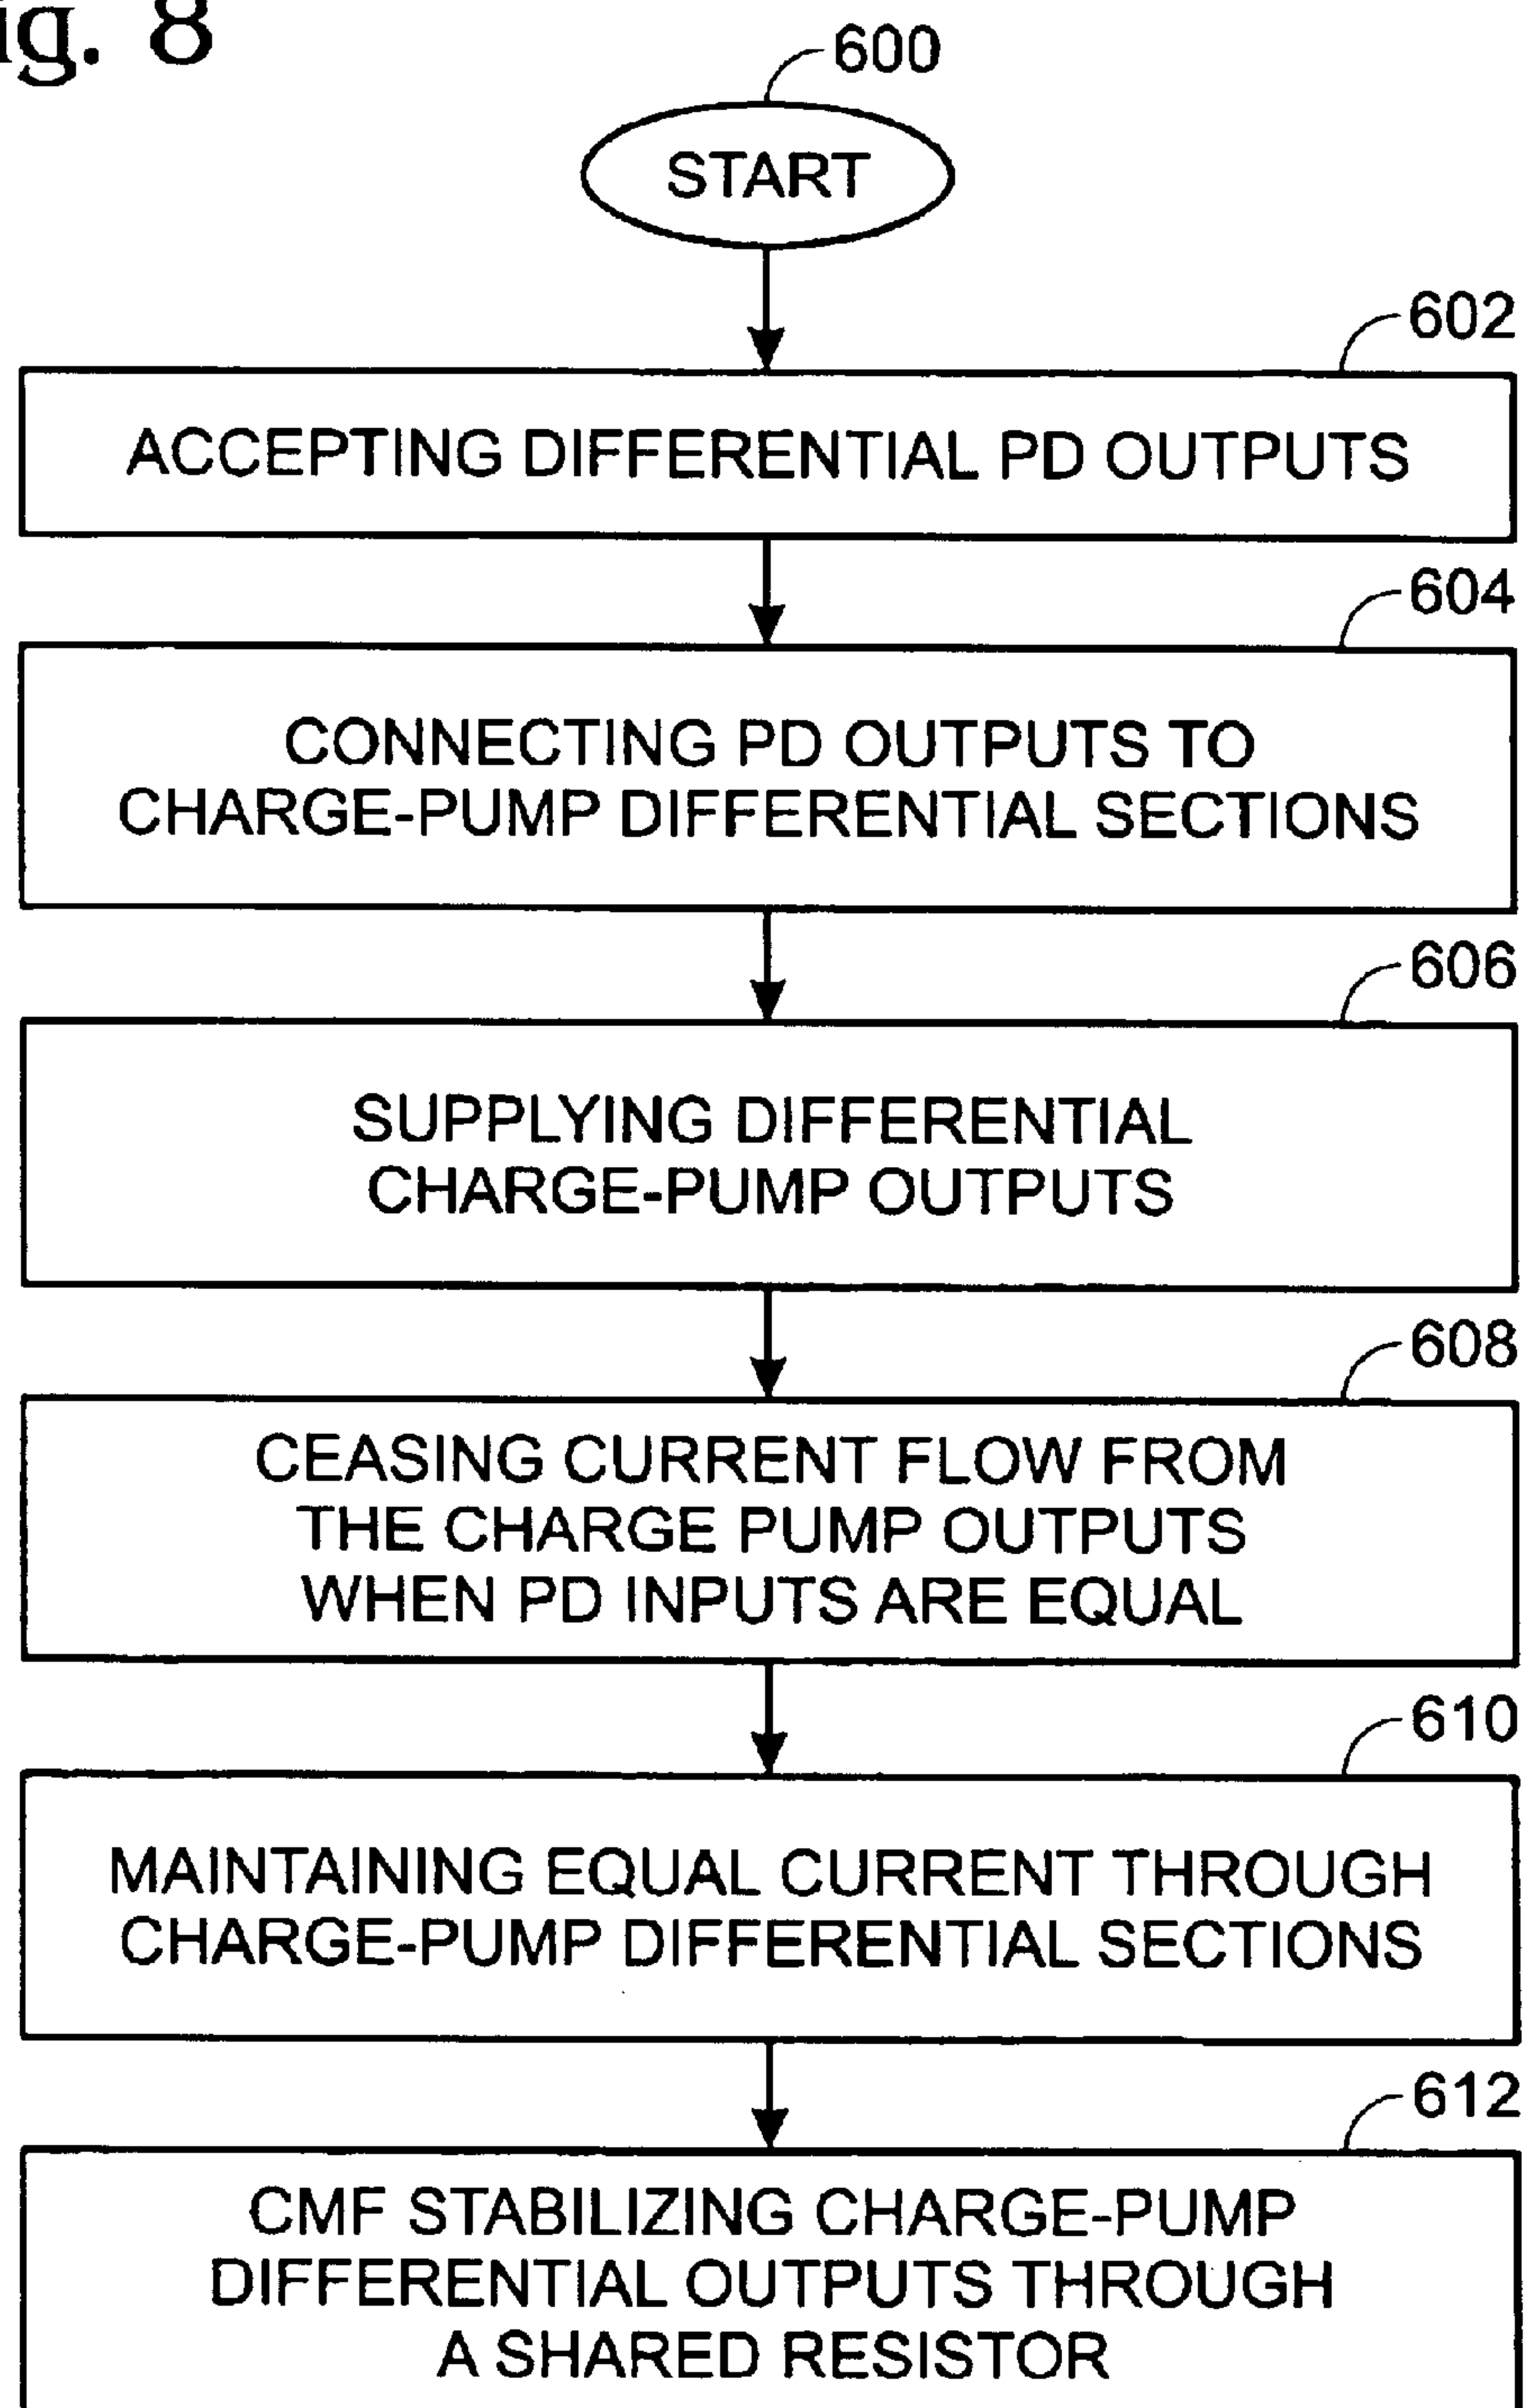 ig. 8
600
START
602
ACCEPTING DIFFERENTIAL PD OUTPUTS
604
CONNECTING PD OUTPUTS TO
CHARGE-PUMP DIFFERENTIAL SECTIONS
606
SUPPLYING DIFFERENTIAL
CHARGE-PUMP OUTPUTS
608
CEASING CURRENT FLOW FROM
THE CHARGE PUMP OUTPUTS
WHEN PD INPUTS ARE EQUAL
610
MAINTAINING EQUAL CURRENT THROUGH
CHARGE-PUMP DIFFERENTIAL SECTIONS
612
CMF STABILIZING CHARGE-PUMP
DIFFERENTIAL OUTPUTS THROUGH
A SHARED RESISTOR